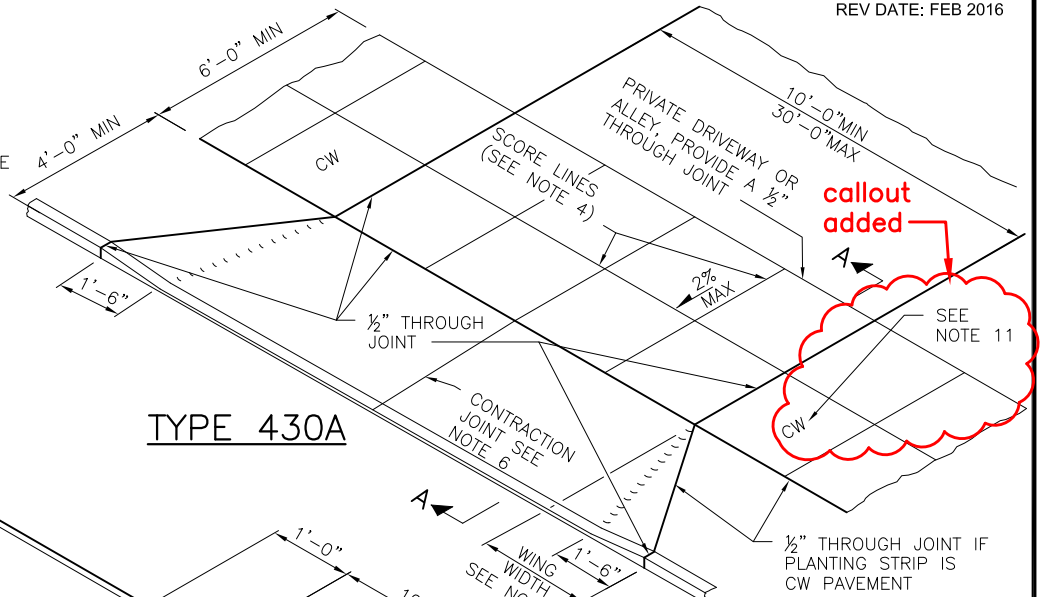 REV DATE: FEB 2016
6'-0" MIN
4'-0" MIN
E
CW
SCORE LINES
(SEE NOTE 4)
PRIVATE DRIVEWAY OR
ALLEY, PROVIDE A ½"
THROUGH JOINT
10'-0"MIN
30'-0"MAX
callout
added
A
2%
MAX
SEE
NOTE 11
CW
1'-6"
½" THROUGH
JOINT
TYPE 430A
CONTRACTION
JOINT SEE
NOTE 6
A
1'-0"
WING
WIDTH
SEE
1'-6"
½" THROUGH JOINT IF
PLANTING STRIP IS
CW PAVEMENT